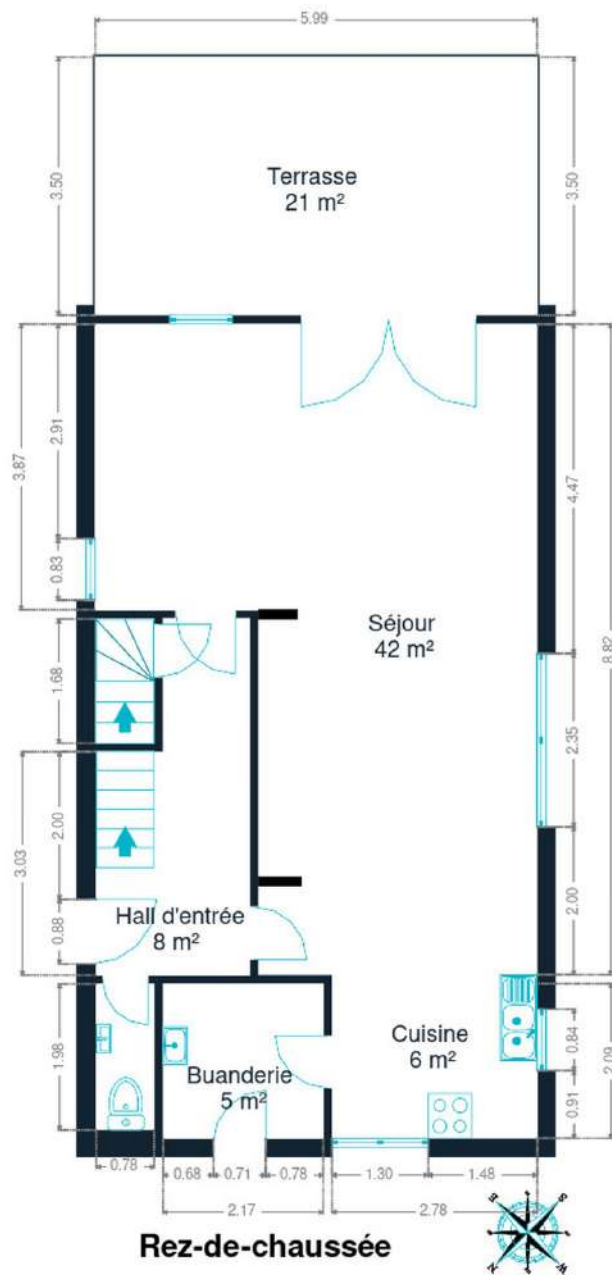 5.99
3.50
3.50
Terrasse
21 m²
2.91
3.87
4.47
0.83
Séjour
42 m²
8.82
1.68
2.35
2.00
3.03
2.00
Hall d'entrée
8 m²
0.88
Cuisine
6 m²
0.84
2.09
1.98
Buanderie
5 m²
0.91
0.78
0.68
0.71
0.78
1.30
1.48
2.17
2.78
E
S
N
W
Rez-de-chaussée